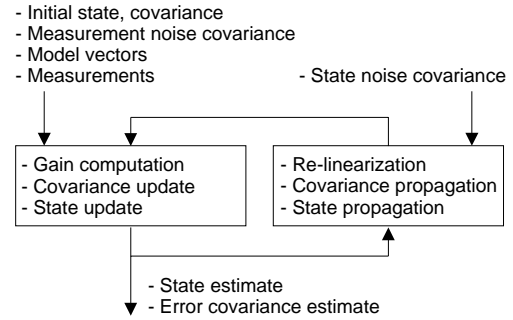 - Initial state, covariance
- Measurement noise covariance
- Model vectors
- Measurements
- State noise covariance
- Gain computation
- Covariance update
- State update
- Re-linearization
- Covariance propagation
- State propagation
- State estimate
- Error covariance estimate